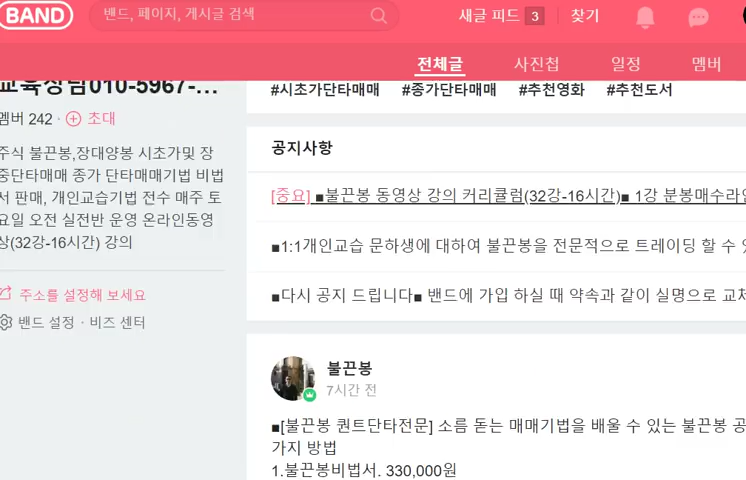 BAND
밴드, 페이지, 게시글 검색
새글 피드 3
찾기
전체글
사진첩
일정
멤버
교육상담010-5967-...
멤버 242 · 초대
주식 불끈봉,장대양봉 시초가및 장
중단타매매 종가 단타매매기법 비법
서 판매, 개인교습기법 전수 매주 토
요일 오전 실전반 운영 온라인동영
상(32강-16시간) 강의
주소를 설정해 보세요
밴드 설정 · 비즈 센터
#시초가단타매매 #종가단타매매 #추천영화 #추천도서
공지사항
[중요] ■불끈봉 동영상 강의 커리큘럼(32강-16시간)■ 1강 분봉매수라인
■1:1개인교습 문하생에 대하여 불끈봉을 전문적으로 트레이딩 할 수
■다시 공지 드립니다■ 밴드에 가입 하실 때 약속과 같이 실명으로 교체
불끈봉
7시간 전
■[불끈봉 퀀트단타전문] 소름 돋는 매매기법을 배울 수 있는 불끈봉 공
가지 방법
1.불끈봉비법서. 330,000원